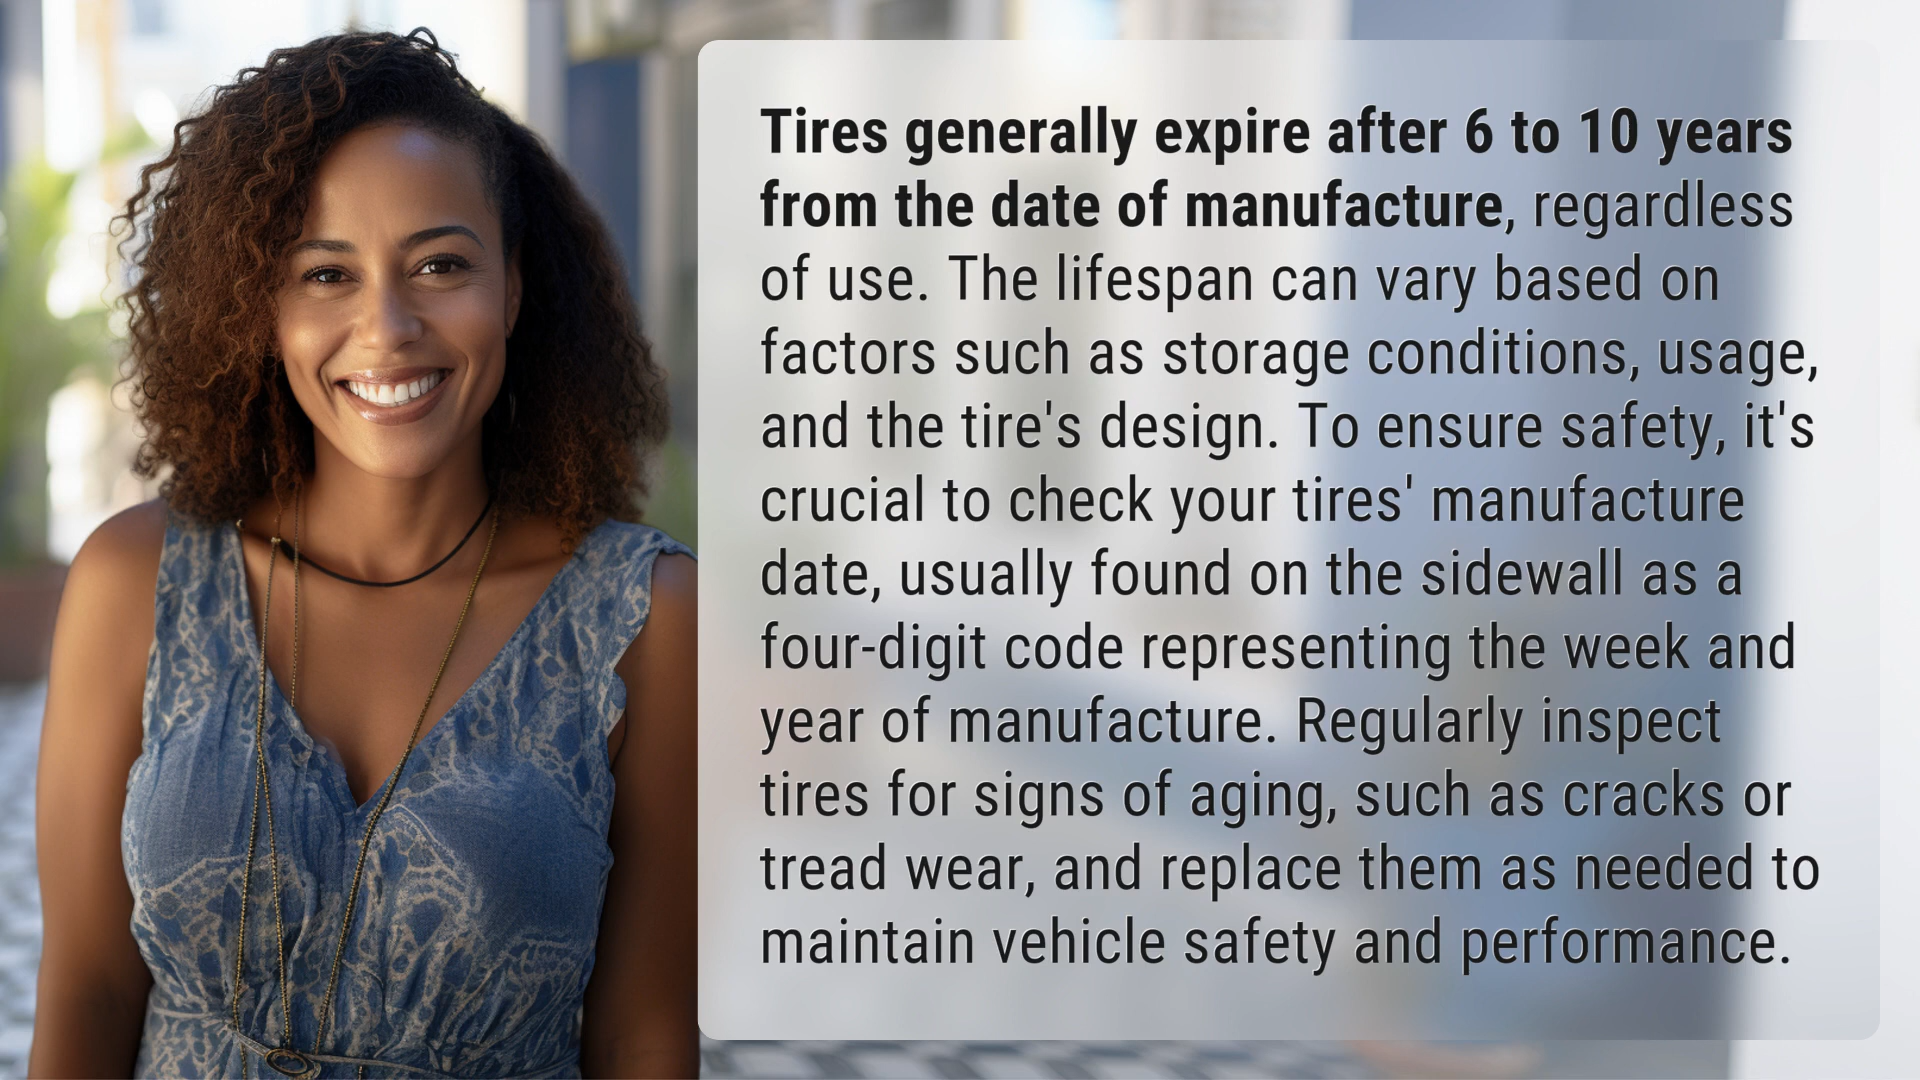 Tires generally expire after 6 to 10 years
from the date of manufacture, regardless
of use. The lifespan can vary based on
factors such as storage conditions, usage,
and the tire's design. To ensure safety, it's
crucial to check your tires' manufacture
date, usually found on the sidewall as a
four-digit code representing the week and
year of manufacture. Regularly inspect
tires for signs of aging, such as cracks or
tread wear, and replace them as needed to
maintain vehicle safety and performance.